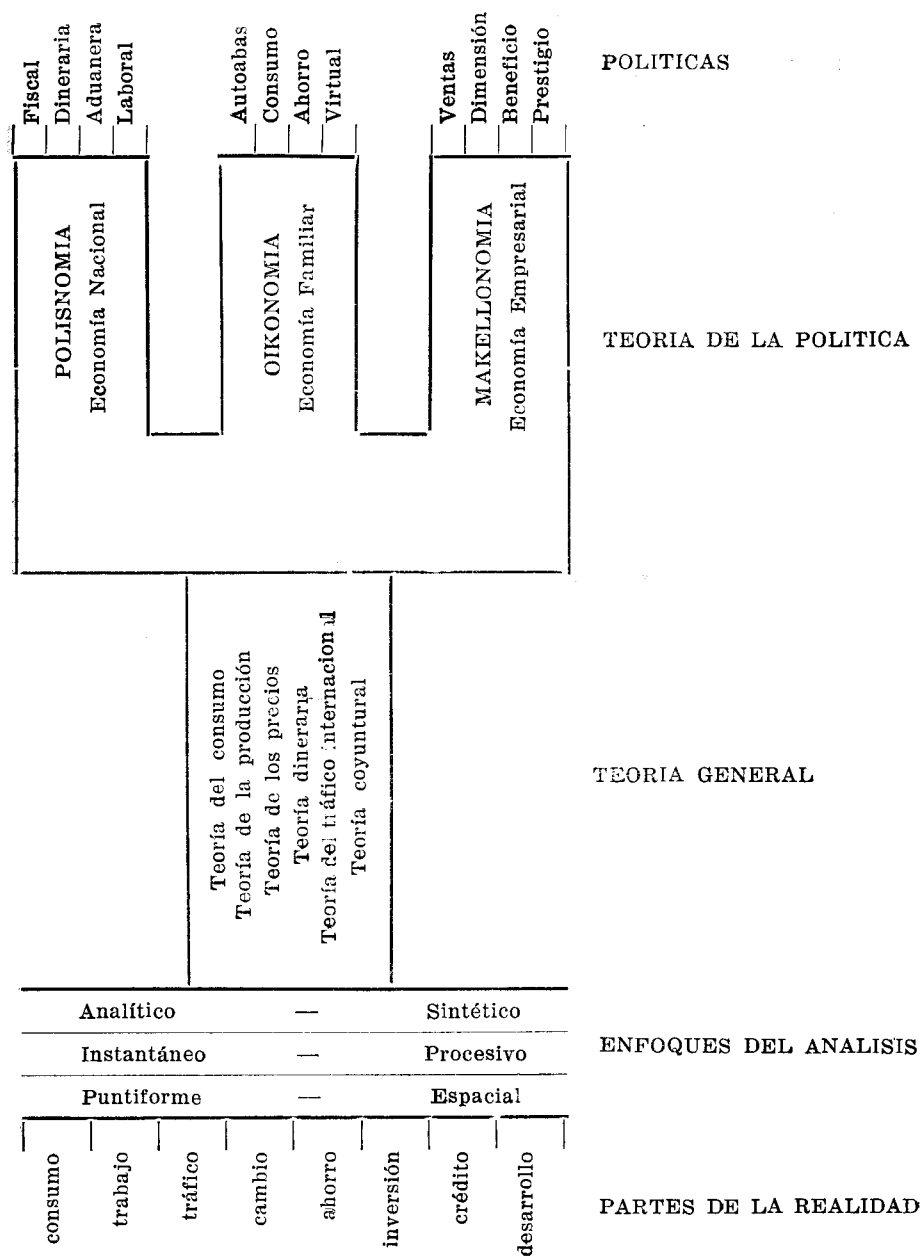 Fiscal
Dineraria
Aduanera
Laboral
Autoabas
Consumo
Ahorro
Virtual
Ventas
Dimensión
Beneficio
Prestigio
POLITICAS
POLISNOMIA
Economía Nacional
OIKONOMIA
Economía Familiar
MAKELLONOMIA
Economía Empresarial
TEORIA DE LA POLITICA
Teoría del consumo
Teoría de la producción
Teoría de los precios
Teoría dineraria
Teoría del tráfico internacional
Teoría coyuntural
TEORIA GENERAL
Analítico — Sintético
Instantáneo — Procesivo
Puntiforme — Espacial
ENFOQUES DEL ANALISIS
consumo
trabajo
tráfico
cambio
ahorro
inversión
crédito
desarrollo
PARTES DE LA REALIDAD